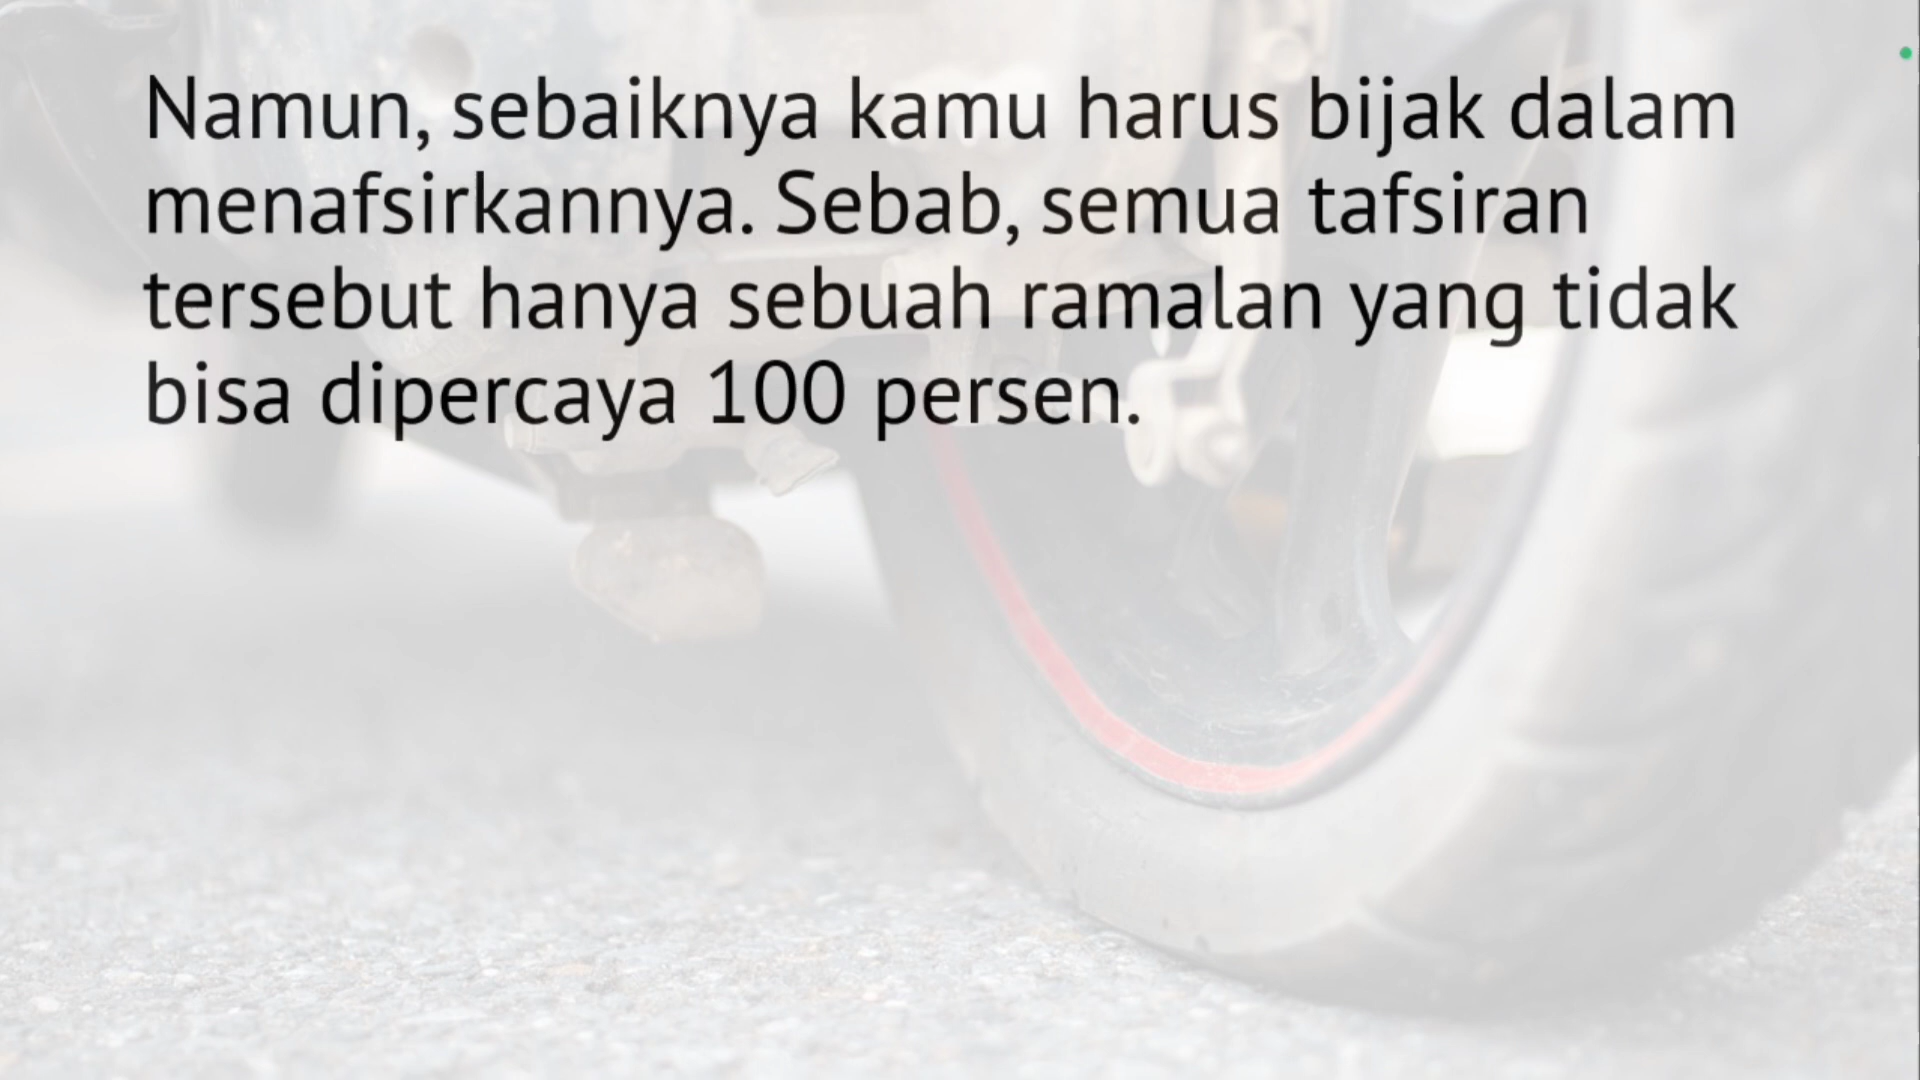 Namun, sebaiknya kamu harus bijak dalam
menafsirkannya. Sebab, semua tafsiran
tersebut hanya sebuah ramalan yang tidak
bisa dipercaya 100 persen.